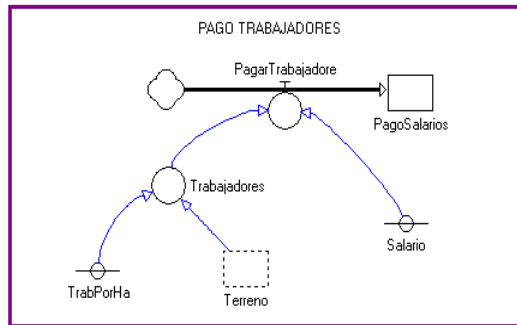 PAGO TRABAJADORES
PagarTrabajadore
PagoSalarios
Trabajadores
Salario
TrabPorHa
Terreno